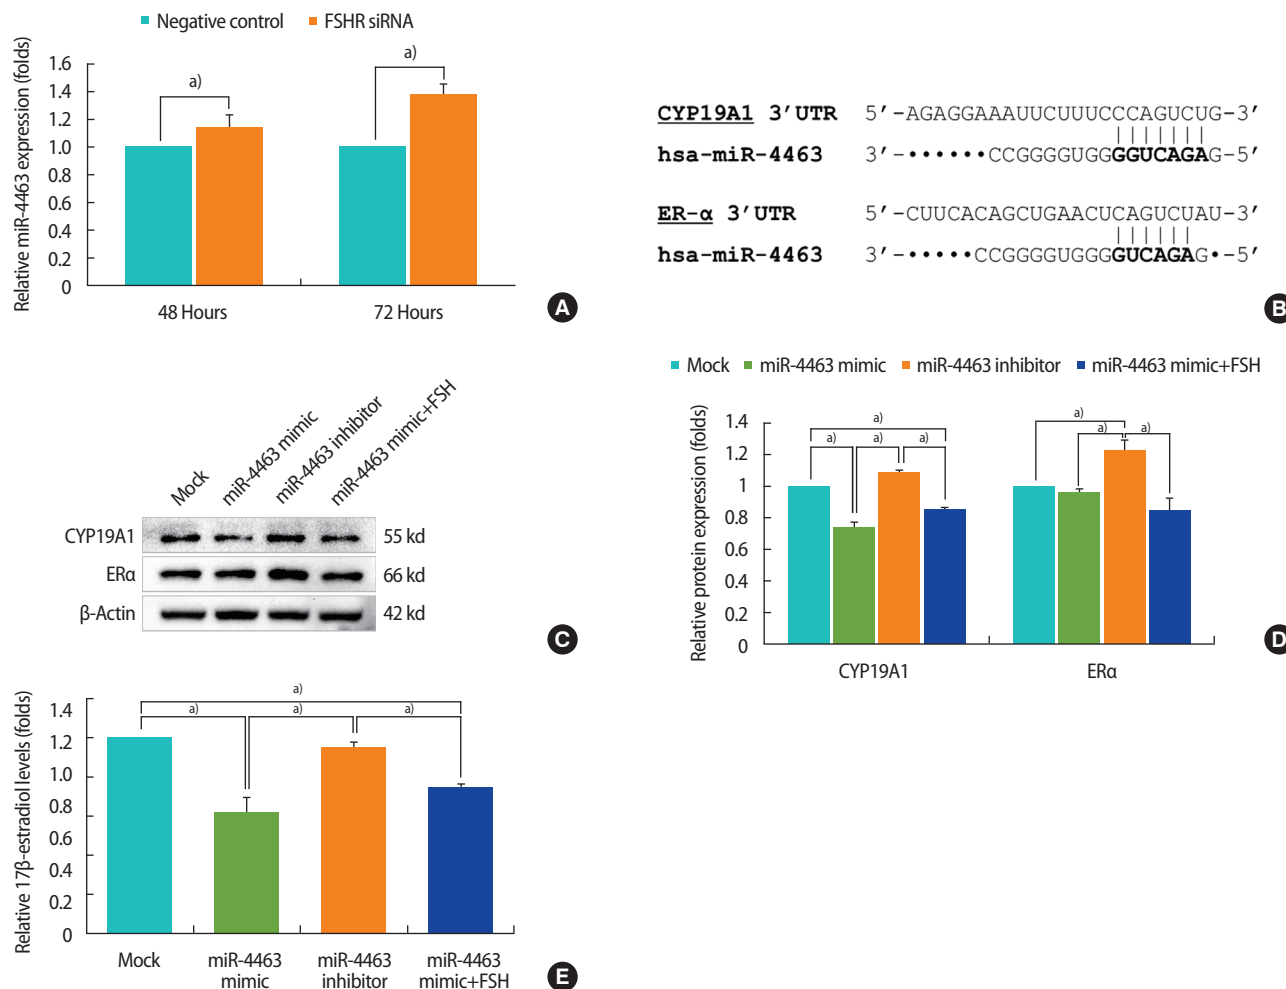 Negative control FSHR siRNA
Relative miR-4463 expression (folds)
1.6
1.4
1.2
1.0
0.8
0.6
0.4
0.2
0
a)
a)
48 Hours 72 Hours
A
CYP19A1 3′UTR 5′-AGAGGAAAUUCUUUCCCAGUCUG-3′
hsa-miR-4463 3′-••••••CCGGGGUGGGGUCAGAG-5′
ER-α 3′UTR 5′-CUUCACAGCUGAACUCAGUCUAU-3′
hsa-miR-4463 3′-•••••CCGGGGUGGGGUCAGAG•-5′
B
Mock
miR-4463 mimic
miR-4463 inhibitor
miR-4463 mimic+FSH
CYP19A1 55 kd
ERα 66 kd
β-Actin 42 kd
C
Mock miR-4463 mimic miR-4463 inhibitor miR-4463 mimic+FSH
Relative protein expression (folds)
1.4
1.2
1
0.8
0.6
0.4
0.2
0
a)
a) a) a)
a)
a) a)
CYP19A1 ERα
D
Relative 17β-estradiol levels (folds)
1.4
1.2
1.0
0.8
0.6
0.4
0.2
0
a)
a) a) a)
Mock miR-4463 miR-4463 miR-4463
mimic inhibitor mimic+FSH
E